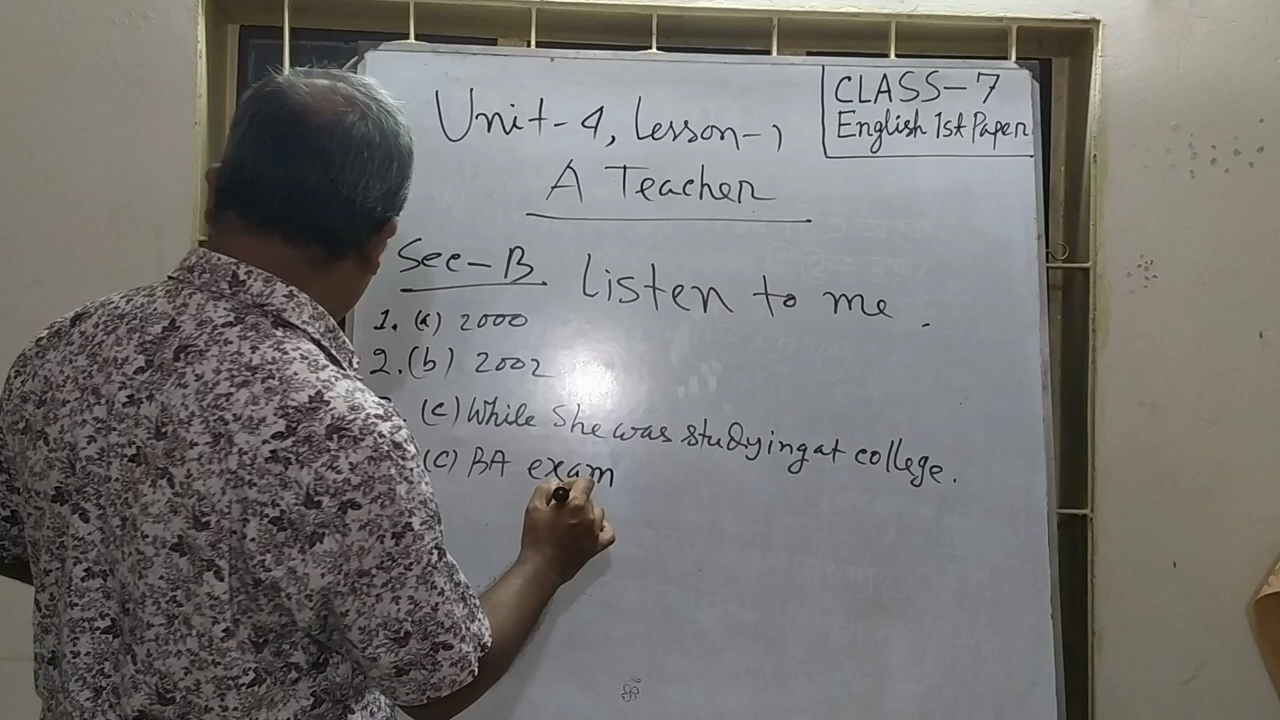 CLASS-7
English 1st Paper
Unit-4, Lesson-1
A Teacher
Sec-B Listen to me.
1. (a) 2000
2. (b) 2002
(c) While She was studying at college.
(c) BA exam